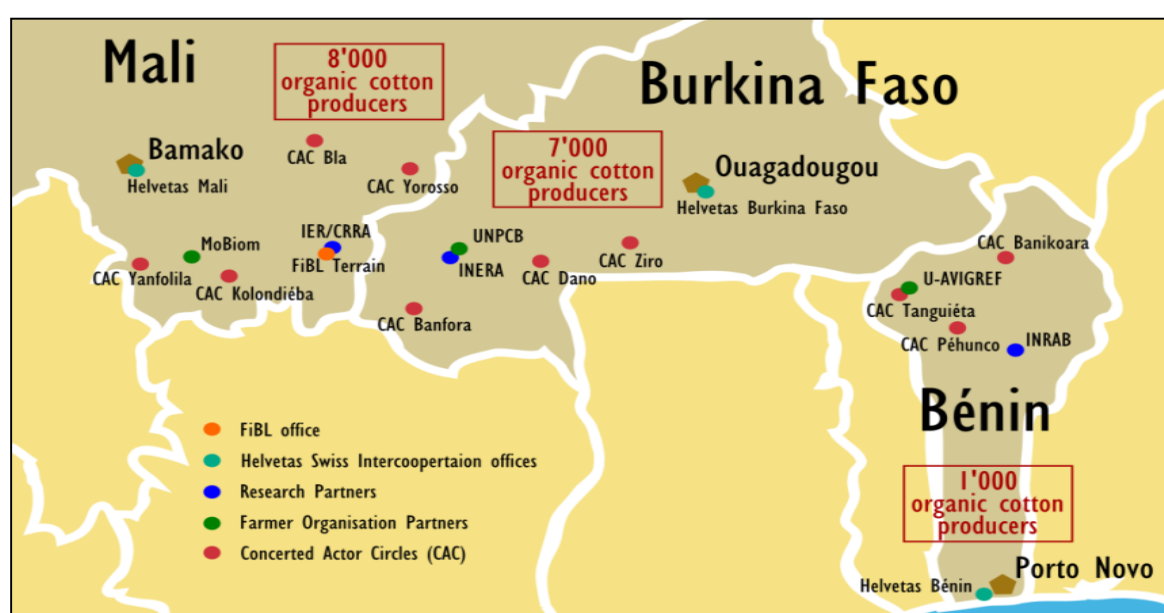 Mali
8'000
organic cotton
producers
Burkina Faso
Bamako
Helvetas Mali
CAC Bla
CAC Yorosso
7'000
organic cotton
producers
Ouagadougou
Helvetas Burkina Faso
MoBiom
CAC Yanfolila
CAC Kolondiéba
IER/CRRA
FiBL Terrain
UNPCB
INERA
CAC Dano
CAC Ziro
CAC Banfora
CAC Banikoara
U-AVIGREF
CAC Tanguiéta
CAC Péhunco
INRAB
Bénin
FiBL office
Helvetas Swiss Intercoopertaion offices
Research Partners
Farmer Organisation Partners
Concerted Actor Circles (CAC)
1'000
organic cotton
producers
Porto Novo
Helvetas Bénin